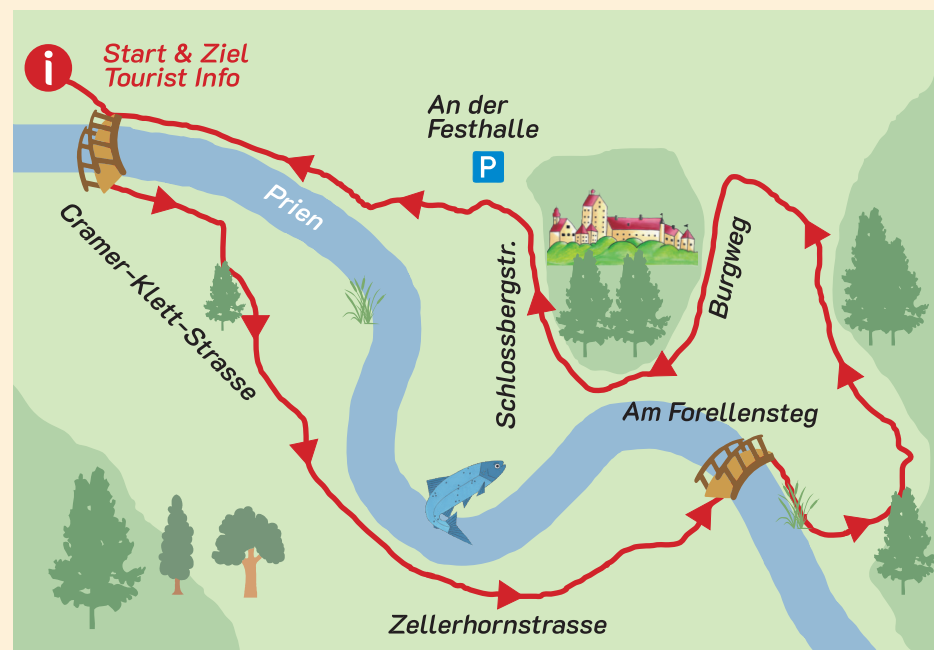 i
Start & Ziel
Tourist Info
An der
Festhalle
P
Prien
Cramer-Klett-Strasse
Schlossbergstr.
Burgweg
Am Forellensteg
Zellerhornstrasse